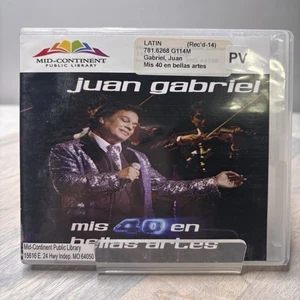 MID-CONTINENT
PUBLIC LIBRARY
LATIN (Rec'd-14)
781.6268 G114M
Gabriel, Juan
Mis 40 en bellas artes
PV
juan gabriel
mis 40 en
bellas artes
Mid-Continent Public Library
15616 E. 24 Hwy Indep. MO 64050